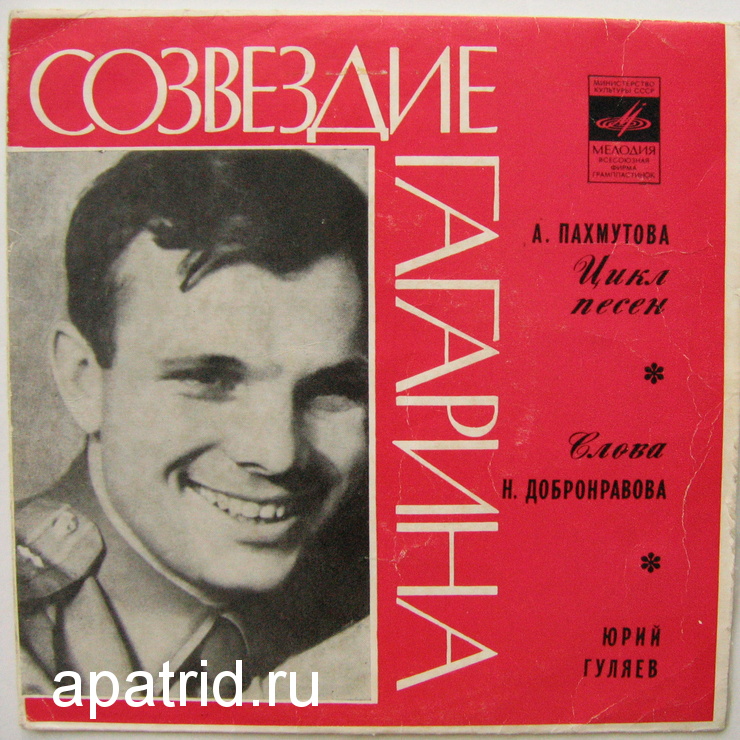 СОЗВЕЗДИЕ
ГАГАРИНА
МИНИСТЕРСТВО
КУЛЬТУРЫ СССР
МЕЛОДИЯ
ВСЕСОЮЗНАЯ
ФИРМА
ГРАМПЛАСТИНОК
А. ПАХМУТОВА
Цикл
песен
*
Слова
Н. ДОБРОНРАВОВА
*
ЮРИЙ
ГУЛЯЕВ
apatrid.ru